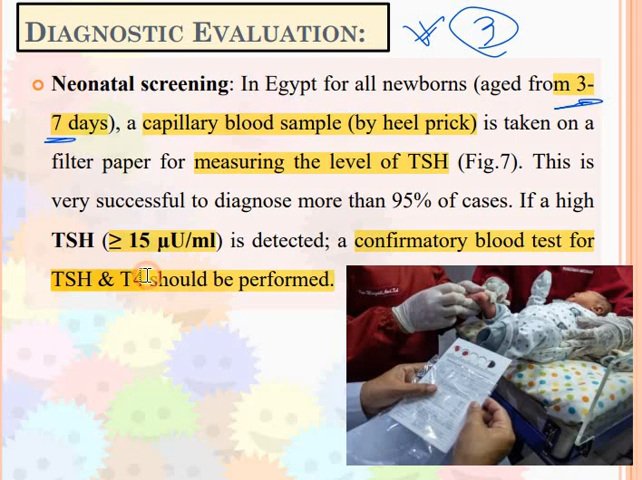 DIAGNOSTIC EVALUATION: 3
Neonatal screening: In Egypt for all newborns (aged from 3-
7 days), a capillary blood sample (by heel prick) is taken on a
filter paper for measuring the level of TSH (Fig.7). This is
very successful to diagnose more than 95% of cases. If a high
TSH (≥ 15 µU/ml) is detected; a confirmatory blood test for
TSH & T4 should be performed.